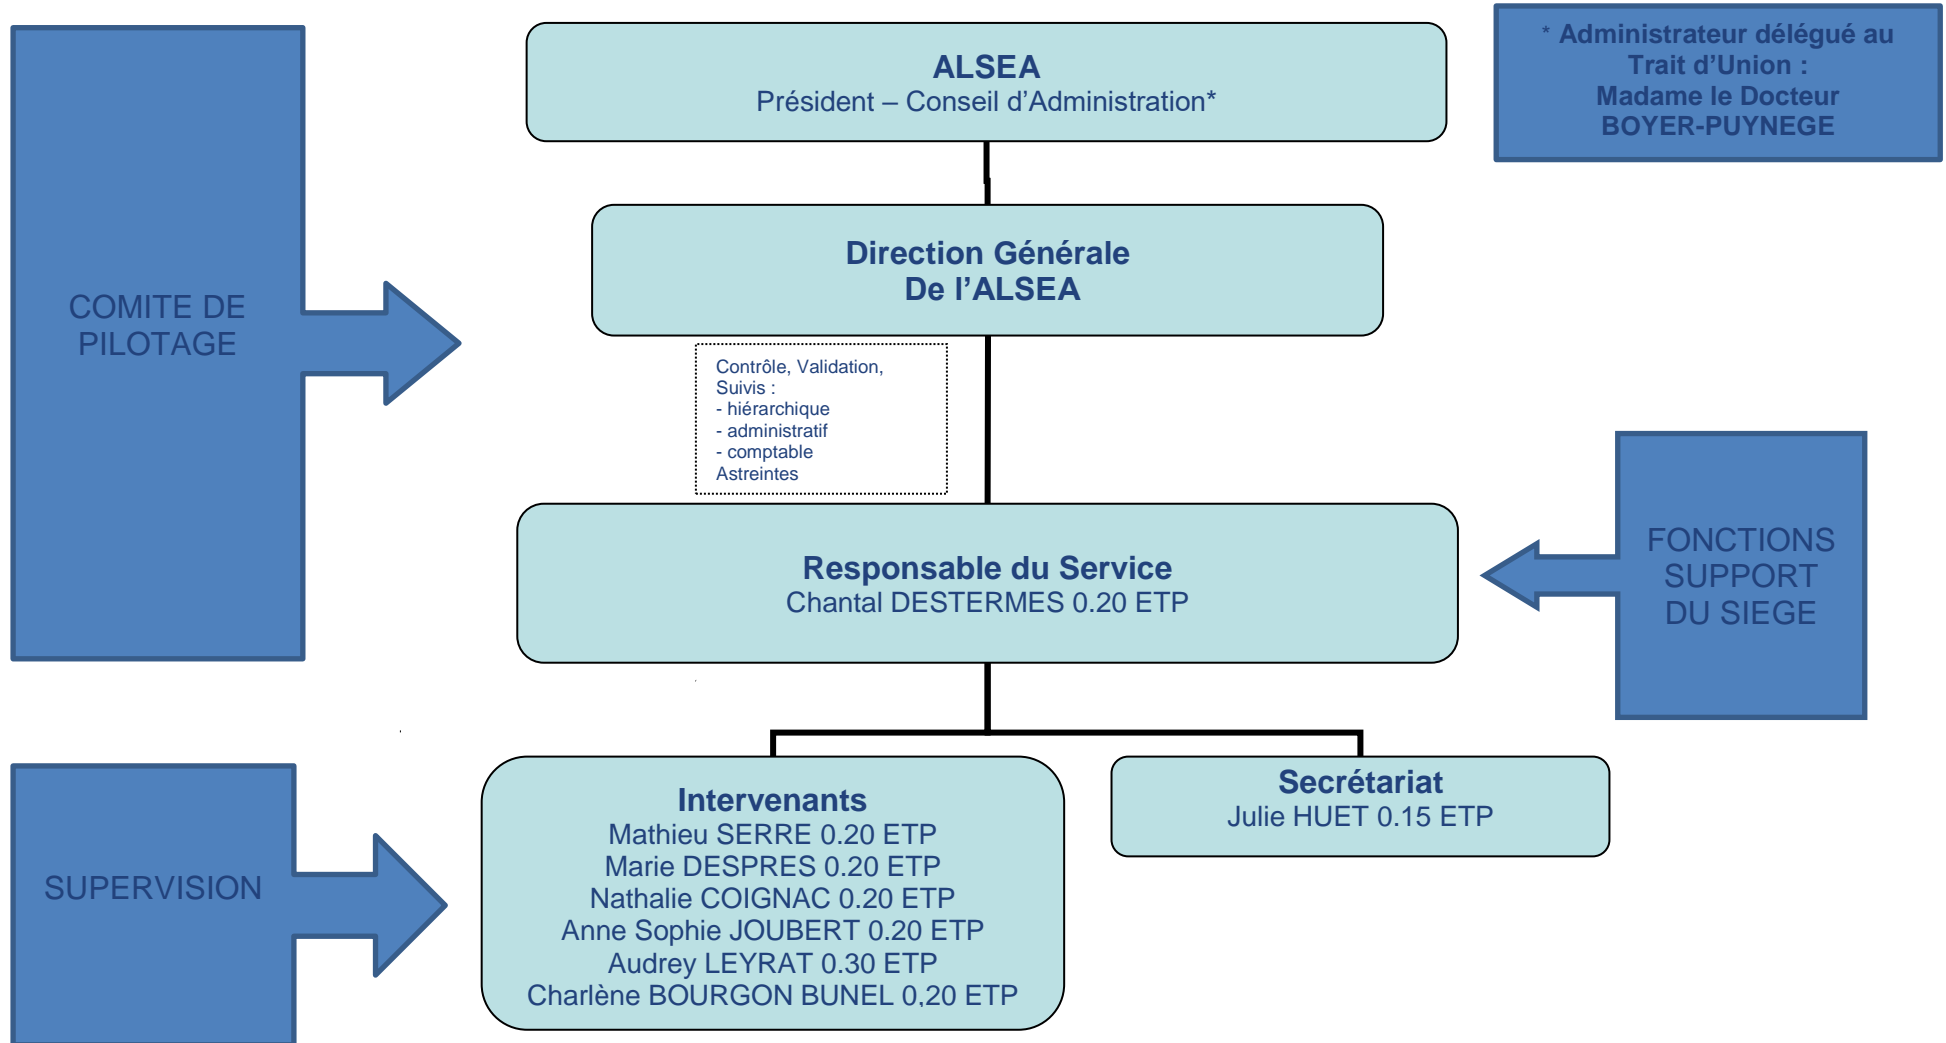 ALSEA
Président – Conseil d’Administration*
* Administrateur délégué au
Trait d’Union :
Madame le Docteur
BOYER-PUYNEGE
Direction Générale
De l’ALSEA
COMITE DE
PILOTAGE
Contrôle, Validation,
Suivis :
- hiérarchique
- administratif
- comptable
Astreintes
Responsable du Service
Chantal DESTERMES 0.20 ETP
FONCTIONS
SUPPORT
DU SIEGE
SUPERVISION
Intervenants
Mathieu SERRE 0.20 ETP
Marie DESPRES 0.20 ETP
Nathalie COIGNAC 0.20 ETP
Anne Sophie JOUBERT 0.20 ETP
Audrey LEYRAT 0.30 ETP
Charlène BOURGON BUNEL 0,20 ETP
Secrétariat
Julie HUET 0.15 ETP